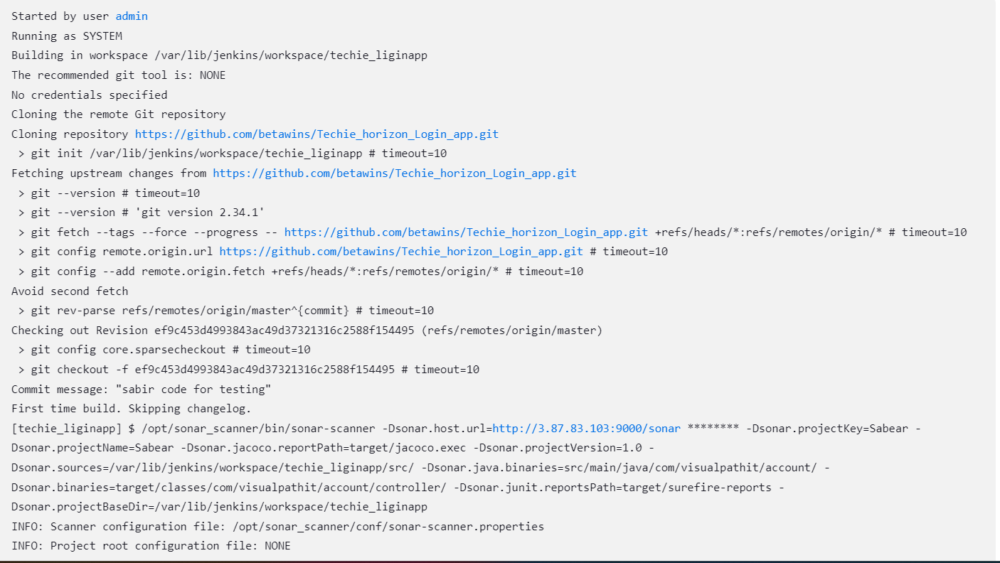 Started by user admin
Running as SYSTEM
Building in workspace /var/lib/jenkins/workspace/techie_liginapp
The recommended git tool is: NONE
No credentials specified
Cloning the remote Git repository
Cloning repository https://github.com/betawins/Techie_horizon_Login_app.git
 > git init /var/lib/jenkins/workspace/techie_liginapp # timeout=10
Fetching upstream changes from https://github.com/betawins/Techie_horizon_Login_app.git
 > git --version # timeout=10
 > git --version # 'git version 2.34.1'
 > git fetch --tags --force --progress -- https://github.com/betawins/Techie_horizon_Login_app.git +refs/heads/*:refs/remotes/origin/* # timeout=10
 > git config remote.origin.url https://github.com/betawins/Techie_horizon_Login_app.git # timeout=10
 > git config --add remote.origin.fetch +refs/heads/*:refs/remotes/origin/* # timeout=10
Avoid second fetch
 > git rev-parse refs/remotes/origin/master^{commit} # timeout=10
Checking out Revision ef9c453d4993843ac49d37321316c2588f154495 (refs/remotes/origin/master)
 > git config core.sparsecheckout # timeout=10
 > git checkout -f ef9c453d4993843ac49d37321316c2588f154495 # timeout=10
Commit message: "sabir code for testing"
First time build. Skipping changelog.
[techie_liginapp] $ /opt/sonar_scanner/bin/sonar-scanner -Dsonar.host.url=http://3.87.83.103:9000/sonar ******** -Dsonar.projectKey=Sabear -
Dsonar.projectName=Sabear -Dsonar.jacoco.reportPath=target/jacoco.exec -Dsonar.projectVersion=1.0 -
Dsonar.sources=/var/lib/jenkins/workspace/techie_liginapp/src/ -Dsonar.java.binaries=src/main/java/com/visualpathit/account/ -
Dsonar.binaries=target/classes/com/visualpathit/account/controller/ -Dsonar.junit.reportsPath=target/surefire-reports -
Dsonar.projectBaseDir=/var/lib/jenkins/workspace/techie_liginapp
INFO: Scanner configuration file: /opt/sonar_scanner/conf/sonar-scanner.properties
INFO: Project root configuration file: NONE